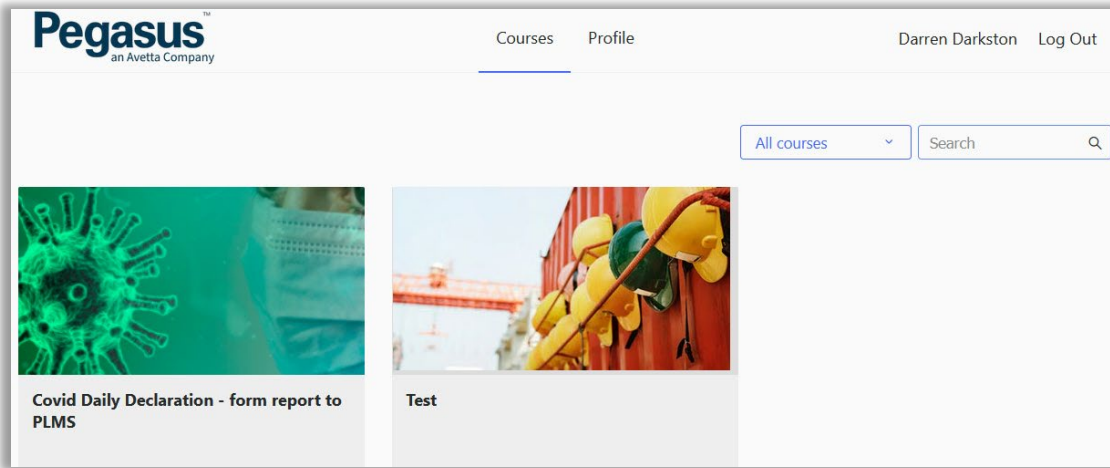 Pegasus™
an Avetta Company
Courses Profile
Darren Darkston Log Out
All courses
Search
Covid Daily Declaration - form report to
PLMS
Test